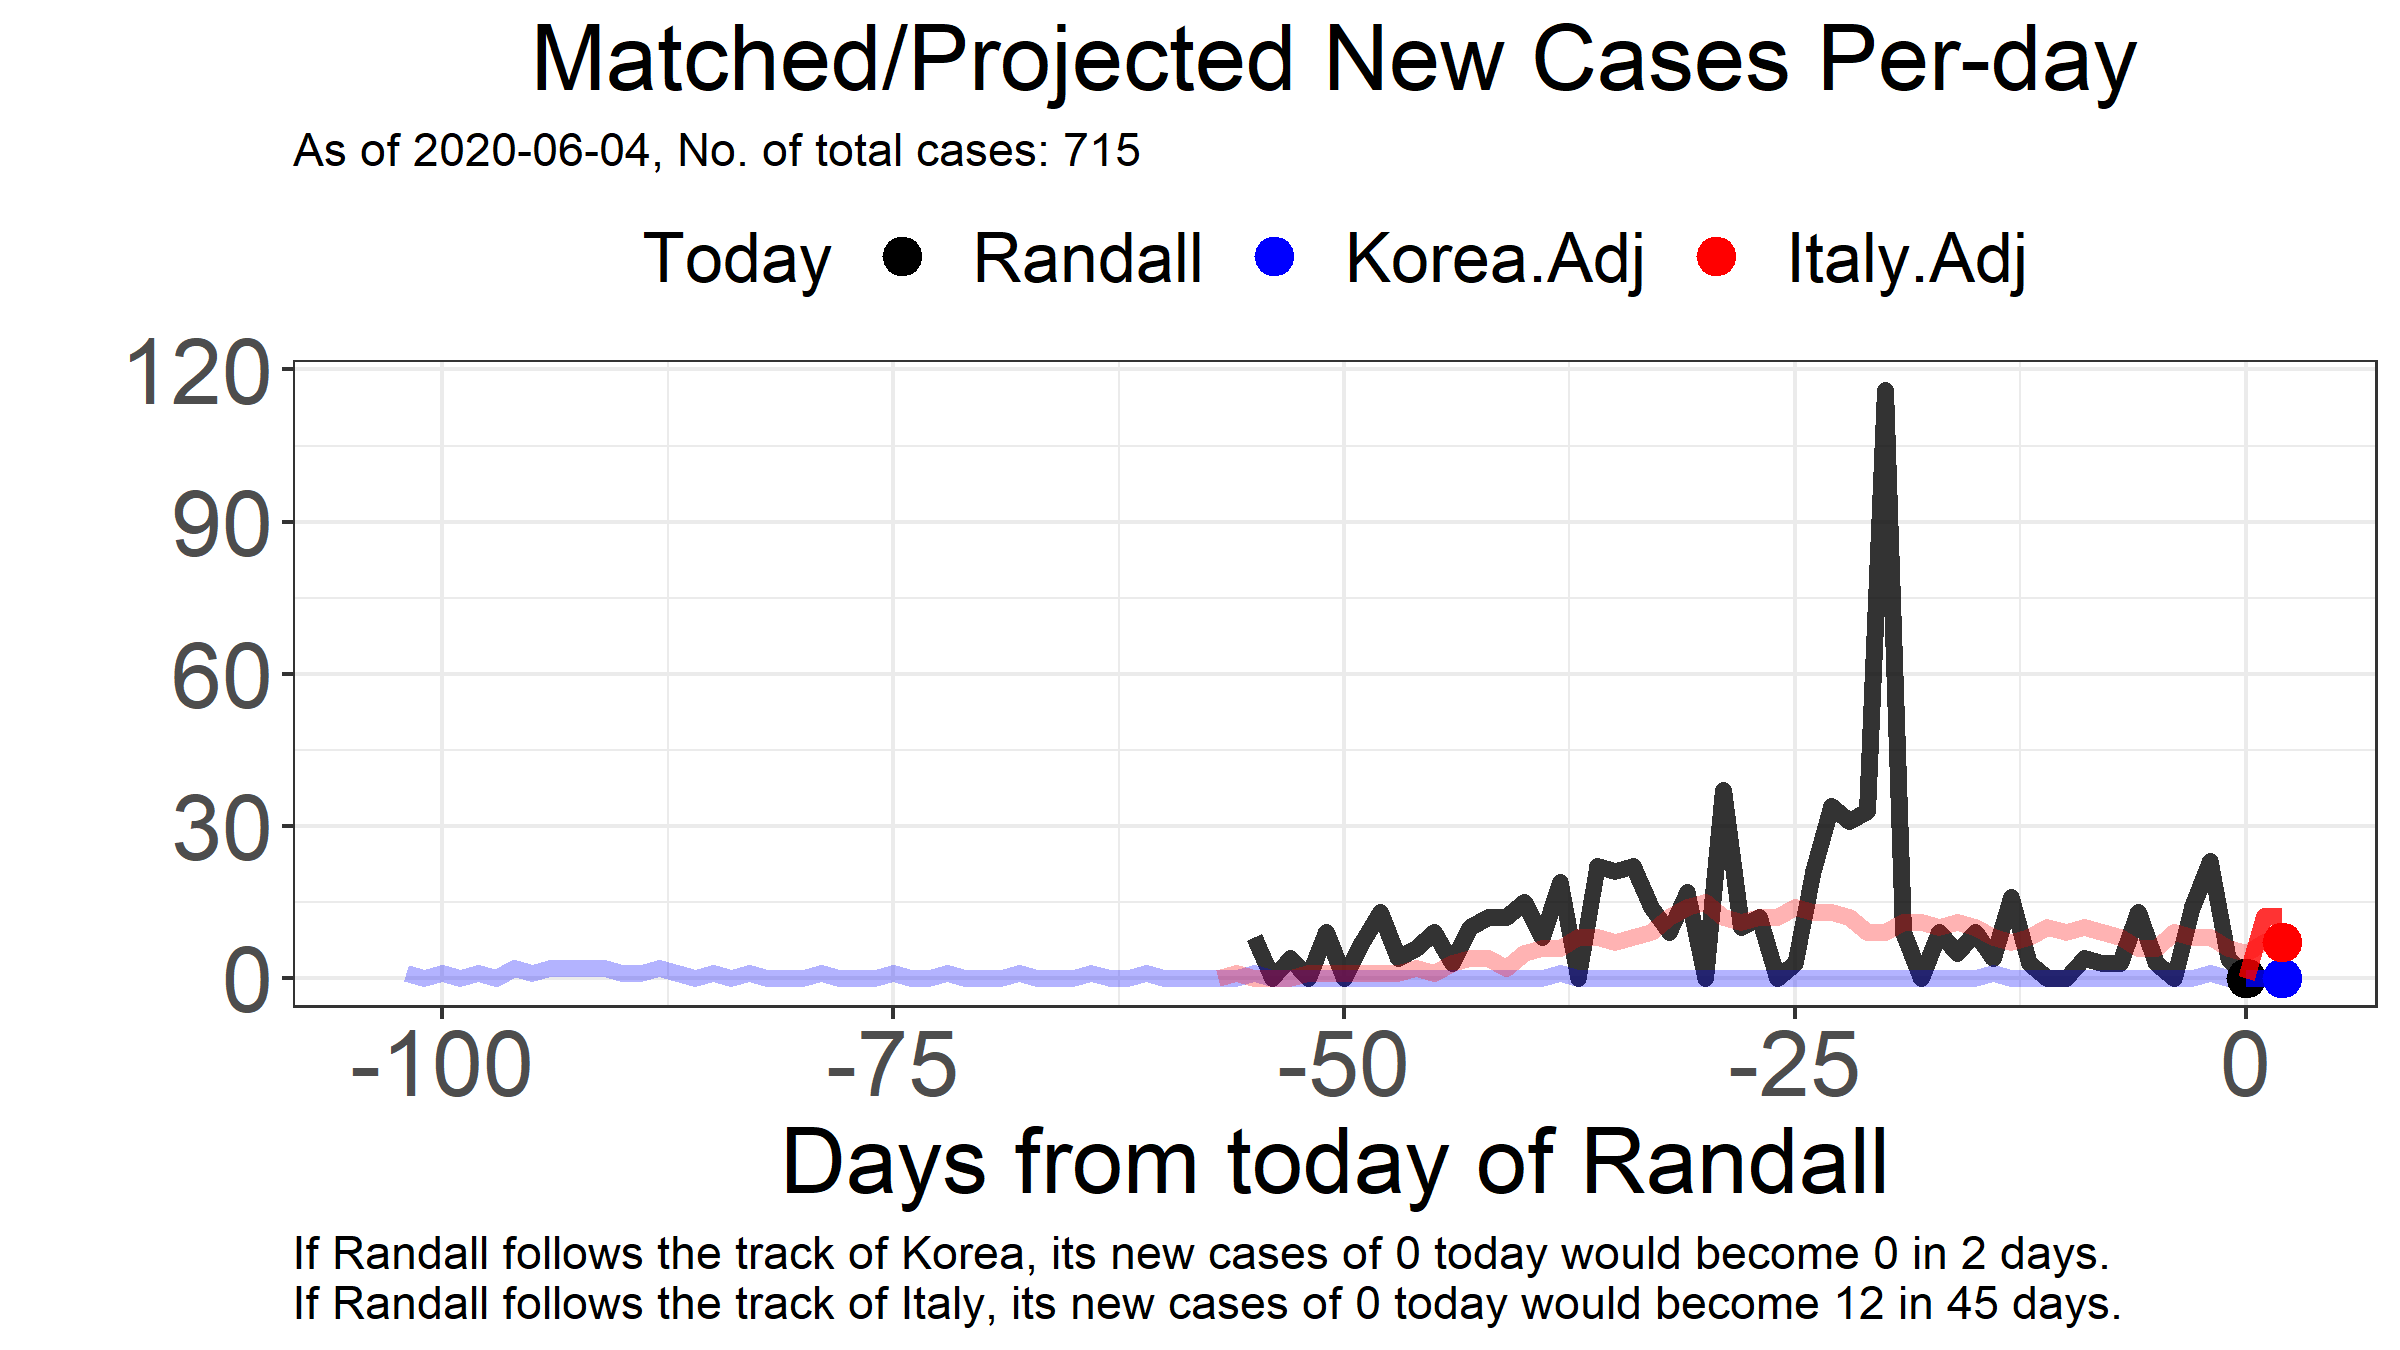 Matched/Projected New Cases Per-day
As of 2020-06-04, No. of total cases: 715
Today Randall Korea.Adj Italy.Adj
120
90
60
30
0
-100 -75 -50 -25 0
Days from today of Randall
If Randall follows the track of Korea, its new cases of 0 today would become 0 in 2 days.
If Randall follows the track of Italy, its new cases of 0 today would become 12 in 45 days.